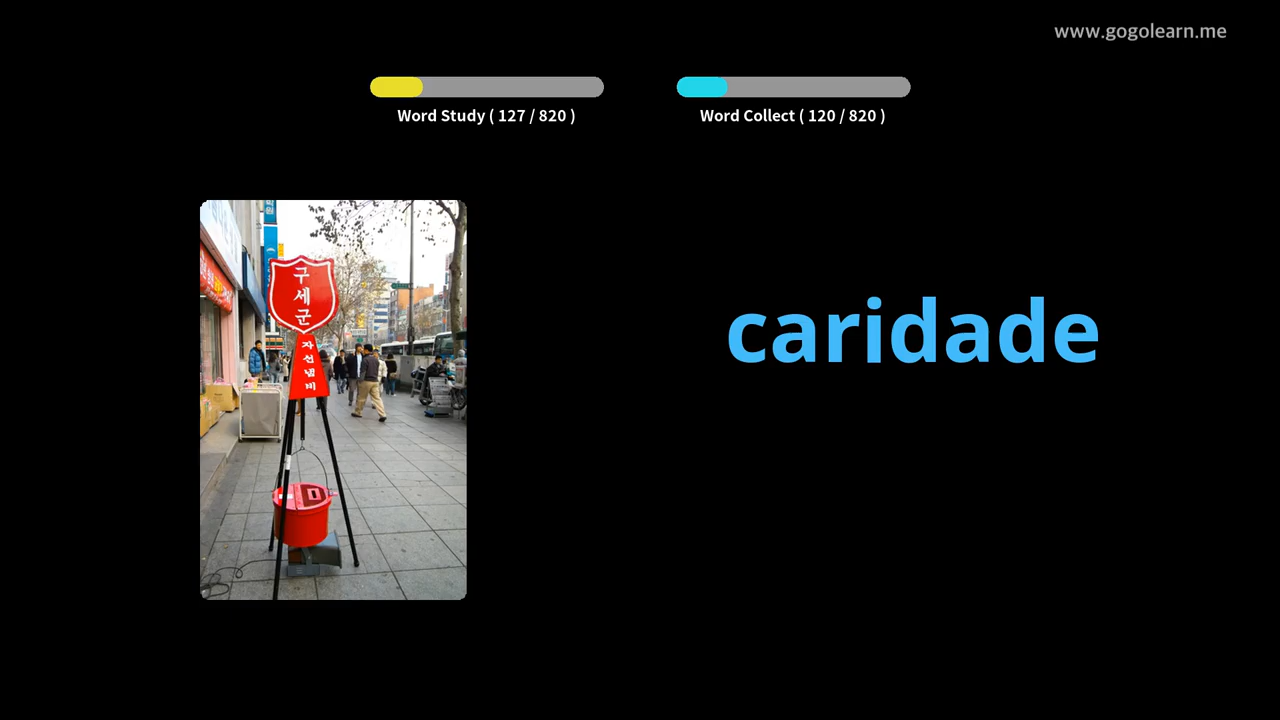 www.gogolearn.me
Word Study ( 127 / 820 )
Word Collect ( 120 / 820 )
구
세
군
자
선
냄
비
caridade